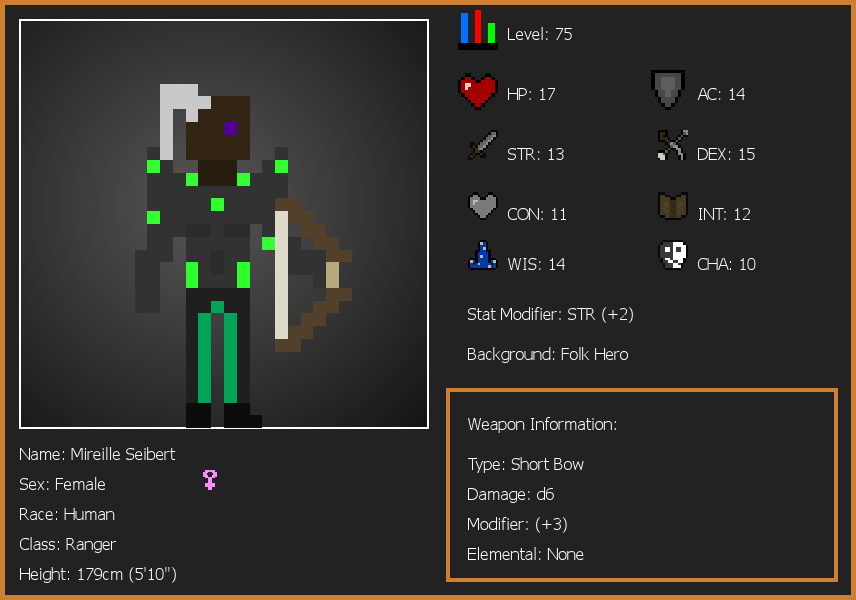 Level: 75
HP: 17
AC: 14
STR: 13
DEX: 15
CON: 11
INT: 12
WIS: 14
CHA: 10
Stat Modifier: STR (+2)
Background: Folk Hero
Weapon Information:
Type: Short Bow
Damage: d6
Modifier: (+3)
Elemental: None
Name: Mireille Seibert
Sex: Female
Race: Human
Class: Ranger
Height: 179cm (5'10")